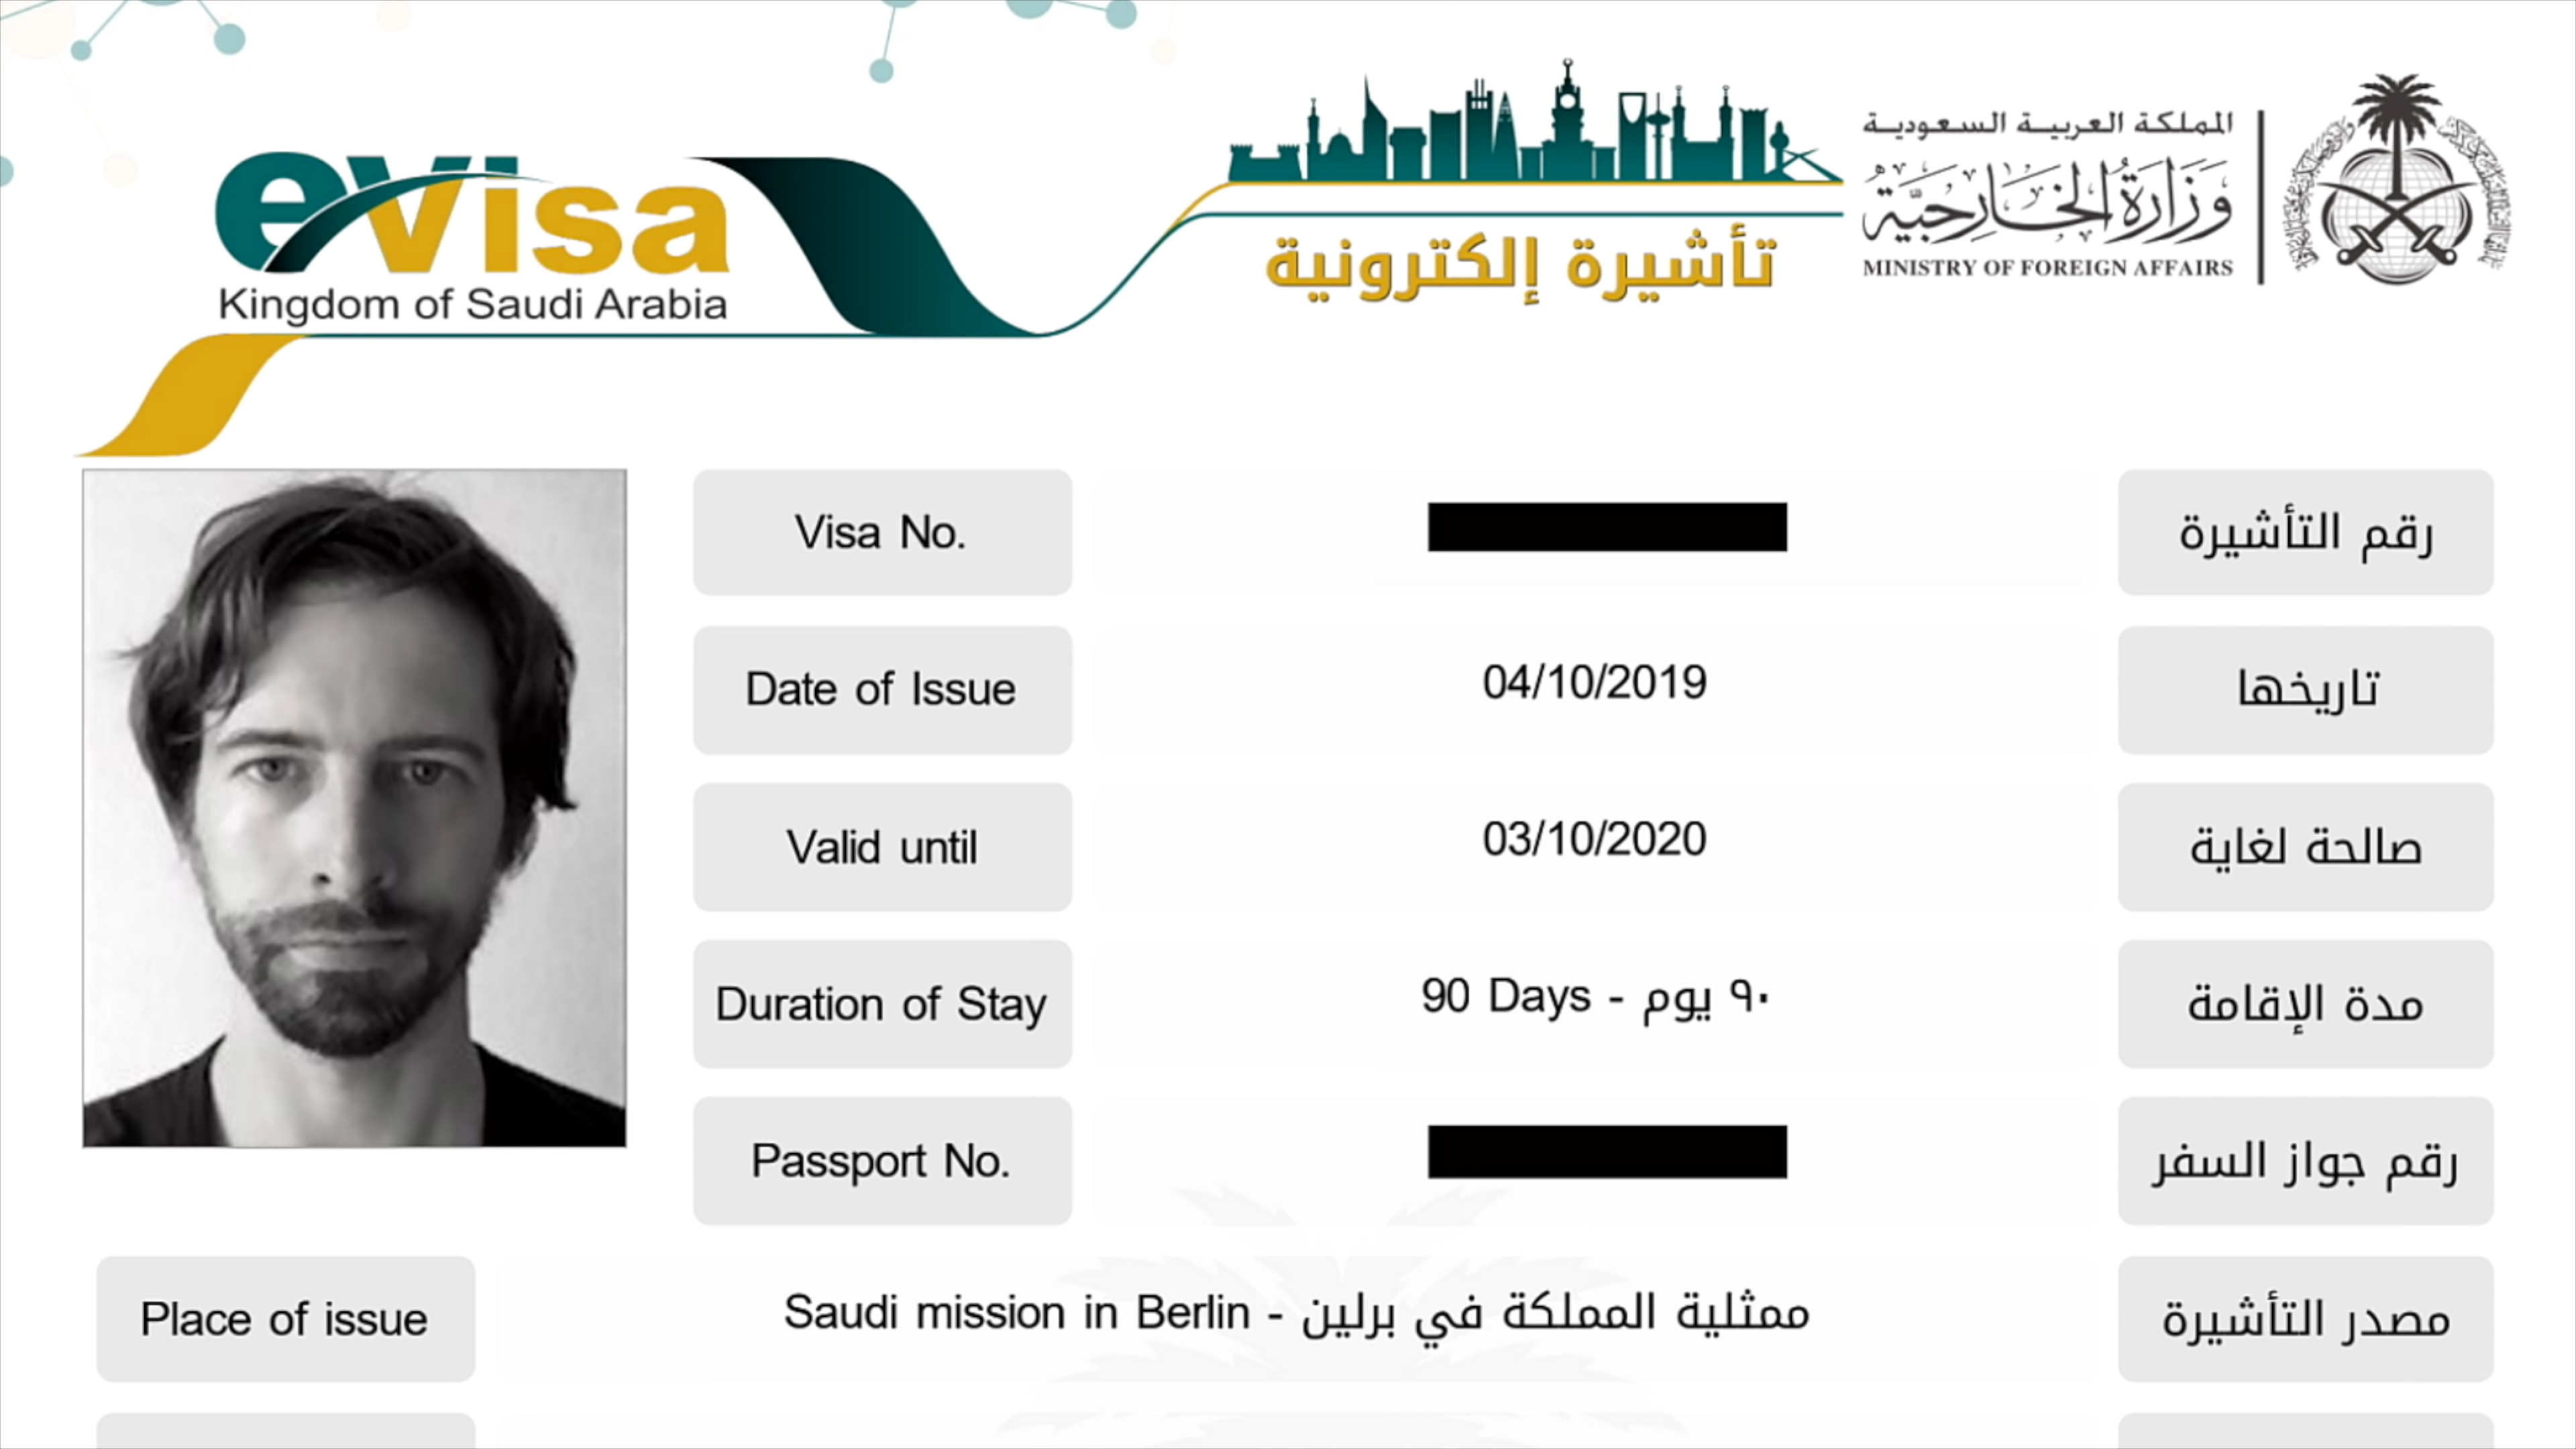 eVisa
Kingdom of Saudi Arabia
تأشيرة إلكترونية
المملكة العربية السعودية
وزارة الخارجية
MINISTRY OF FOREIGN AFFAIRS
Visa No. رقم التأشيرة
Date of Issue 04/10/2019 تاريخها
Valid until 03/10/2020 صالحة لغاية
Duration of Stay 90 Days - ٩٠ يوم مدة الإقامة
Passport No. رقم جواز السفر
Place of issue Saudi mission in Berlin - ممثلية المملكة في برلين مصدر التأشيرة